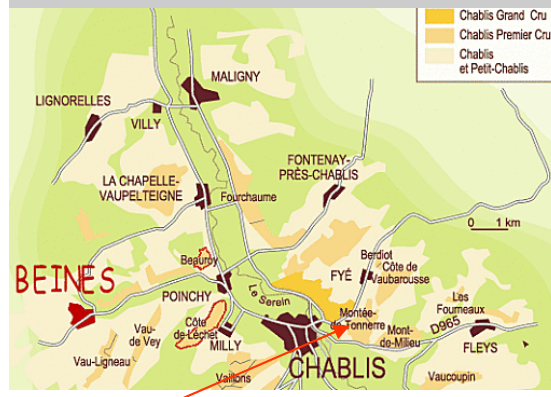 Chablis Grand Cru
Chablis Premier Cru
Chablis
et Petit-Chablis
MALIGNY
LIGNORELLES
VILLY
FONTENAY-
PRÈS-CHABLIS
LA CHAPELLE-
VAUPELTEIGNE
Fourchaume
0 1 km
Beauroy
Berdiot
FYÉ
Côte de
Vaubarousse
BEINES
POINCHY
Le Serein
Côte
de Léchet
MILLY
Vau-
de Vey
Vau-Ligneau
Montée-
de-Tonnerre
Mont-
de-Milieu
D965
Les
Fourneaux
FLEYS
CHABLIS
Vaillons
Vaucoupin